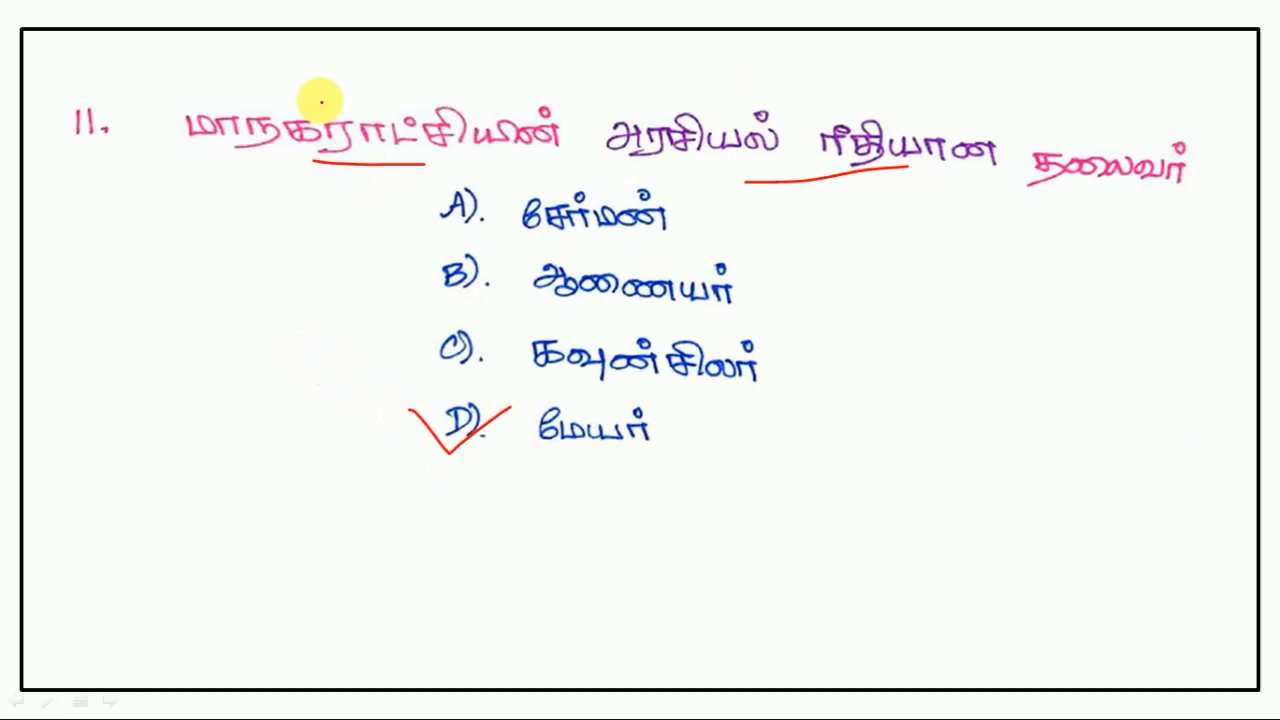 11. மாநகராட்சியின் அரசியல் ரீதியான தலைவர்
A). சேர்மன்
B). ஆணையர்
C). கவுன்சிலர்
D). மேயர்